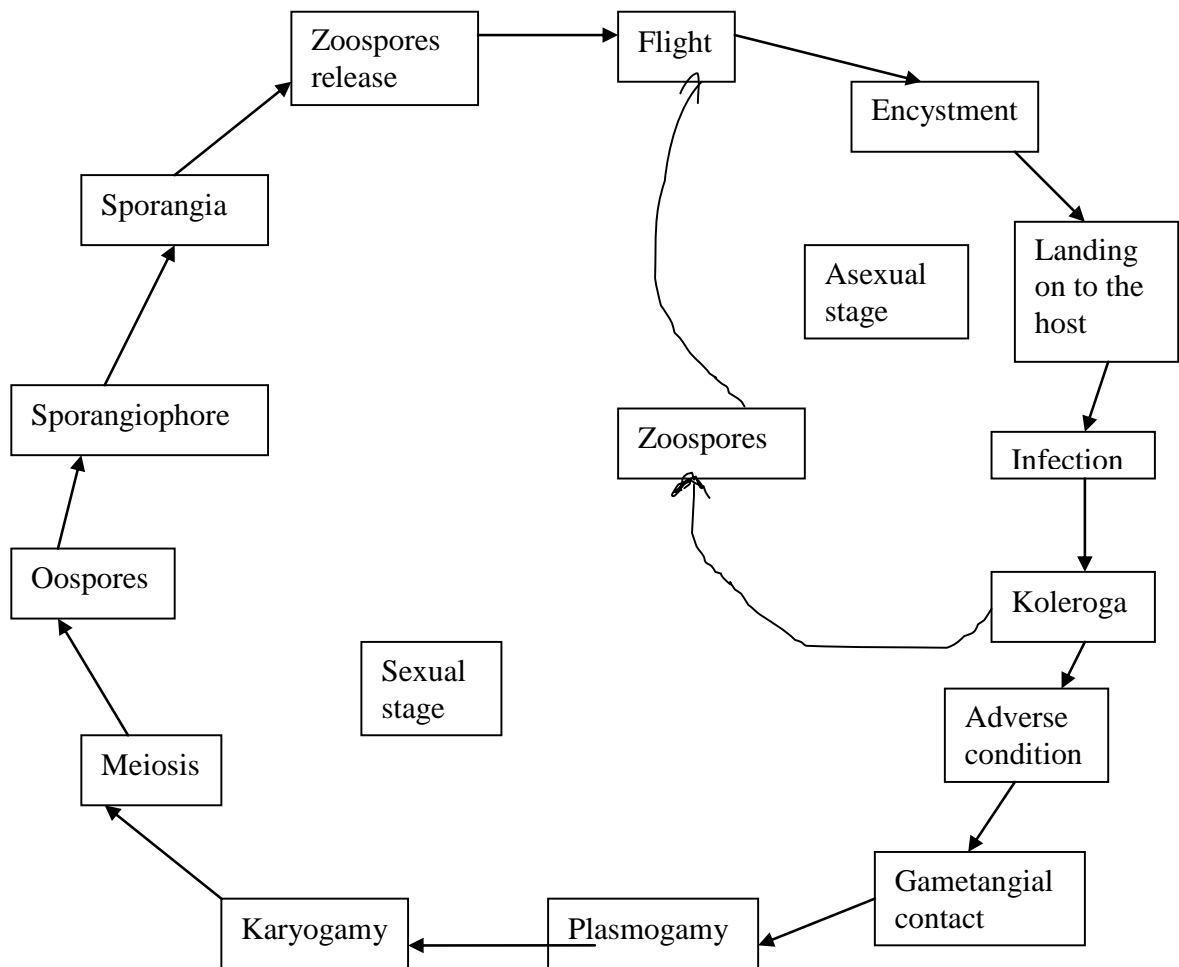 Zoospores
release
Flight
Encystment
Sporangia
Landing
on to the
host
Asexual
stage
Sporangiophore
Zoospores
Infection
Oospores
Koleroga
Sexual
stage
Adverse
condition
Meiosis
Gametangial
contact
Karyogamy
Plasmogamy